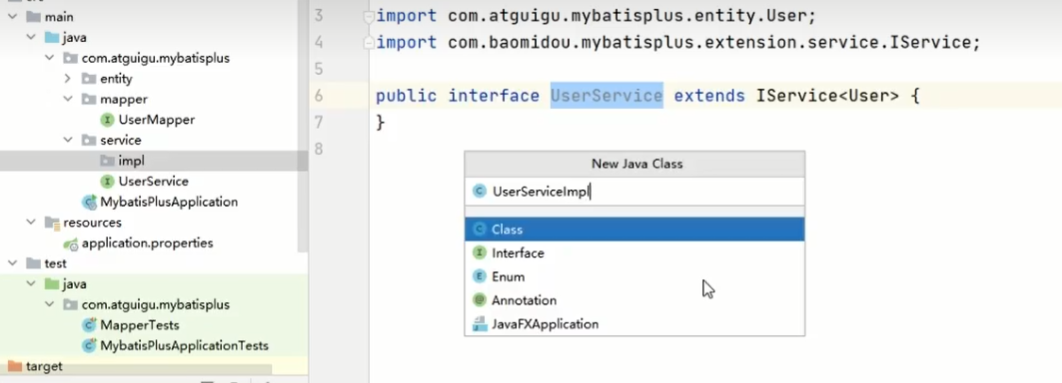 main
java
com.atguigu.mybatisplus
entity
mapper
UserMapper
service
impl
UserService
MybatisPlusApplication
resources
application.properties
test
java
com.atguigu.mybatisplus
MapperTests
MybatisPlusApplicationTests
target
3 import com.atguigu.mybatisplus.entity.User;
4 import com.baomidou.mybatisplus.extension.service.IService;
5
6 public interface UserService extends IService<User> {
7 }
8
New Java Class
C UserServiceImpl
C Class
I Interface
E Enum
@ Annotation
JavaFXApplication